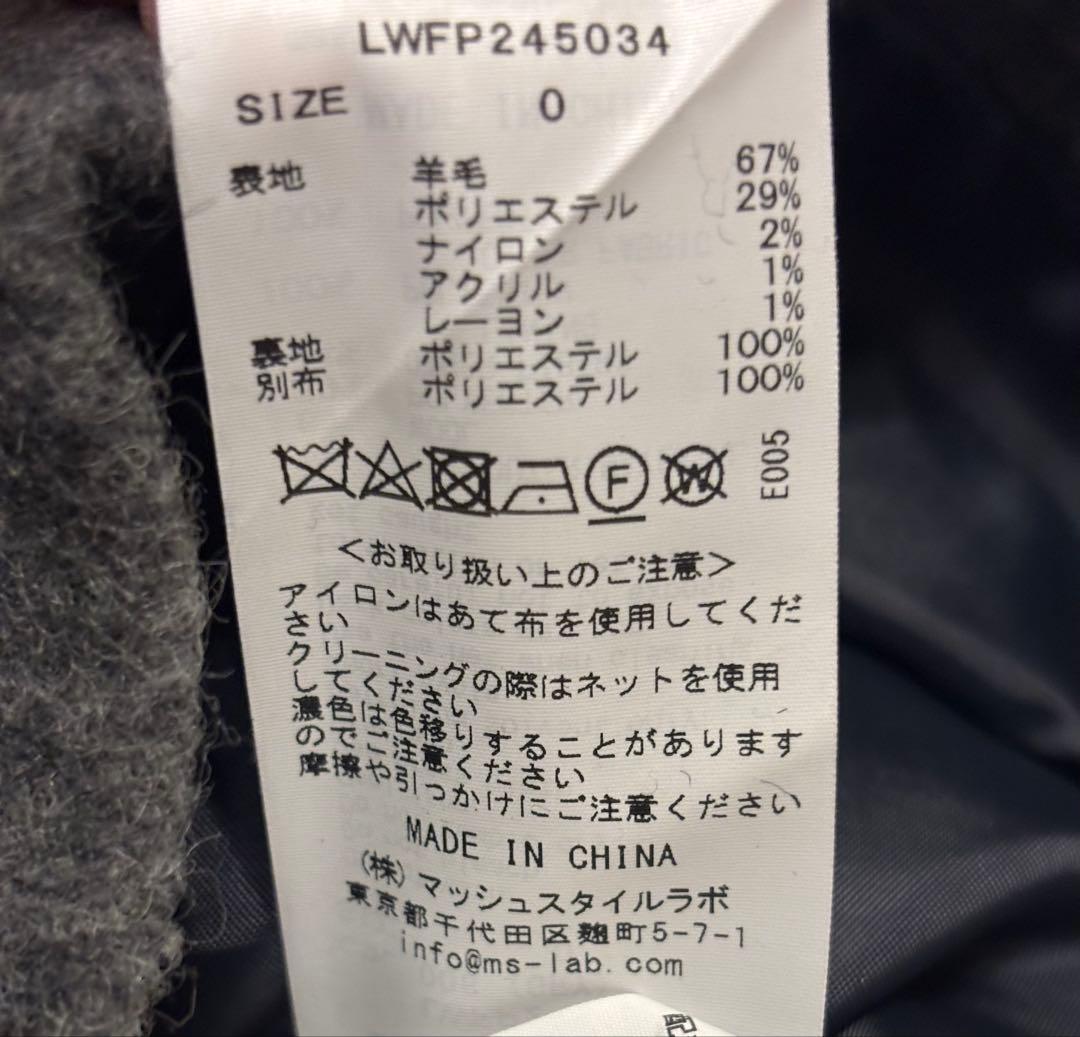 LWFP245034
SIZE 0
表地 羊毛 67%
ポリエステル 29%
ナイロン 2%
アクリル 1%
レーヨン 1%
裏地 ポリエステル 100%
別布 ポリエステル 100%
F W E005
<お取り扱い上のご注意>
アイロンはあて布を使用してくだ
さい
クリーニングの際はネットを使用
してください
濃色は色移りすることがあります
のでご注意ください
摩擦や引っかけにご注意ください
MADE IN CHINA
(株)マッシュスタイルラボ
東京都千代田区麹町5-7-1
info@ms-lab.com